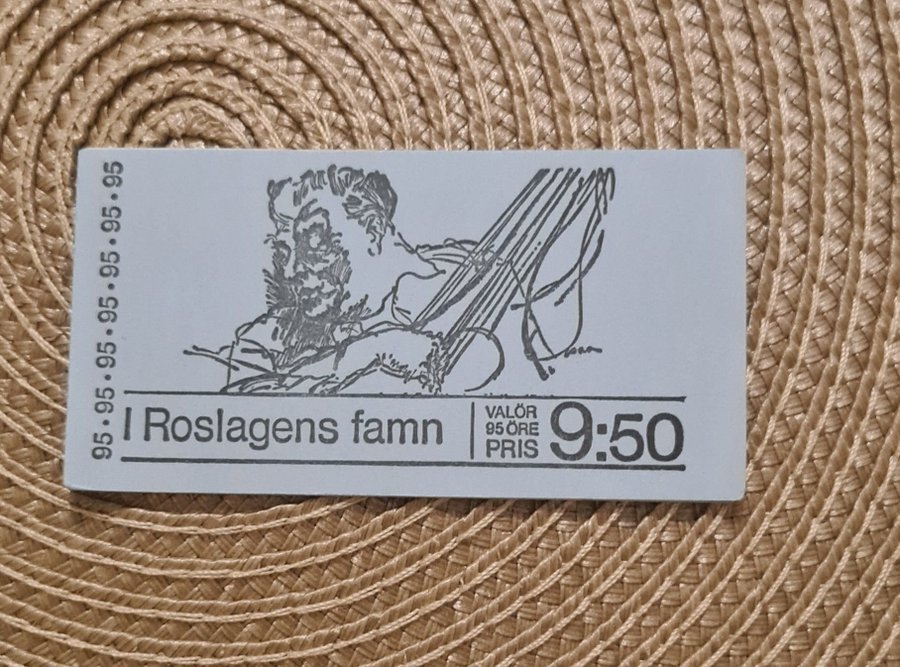 95•95•95•95•95•95
I Roslagens famn
VALÖR
95 ÖRE
PRIS
9:50